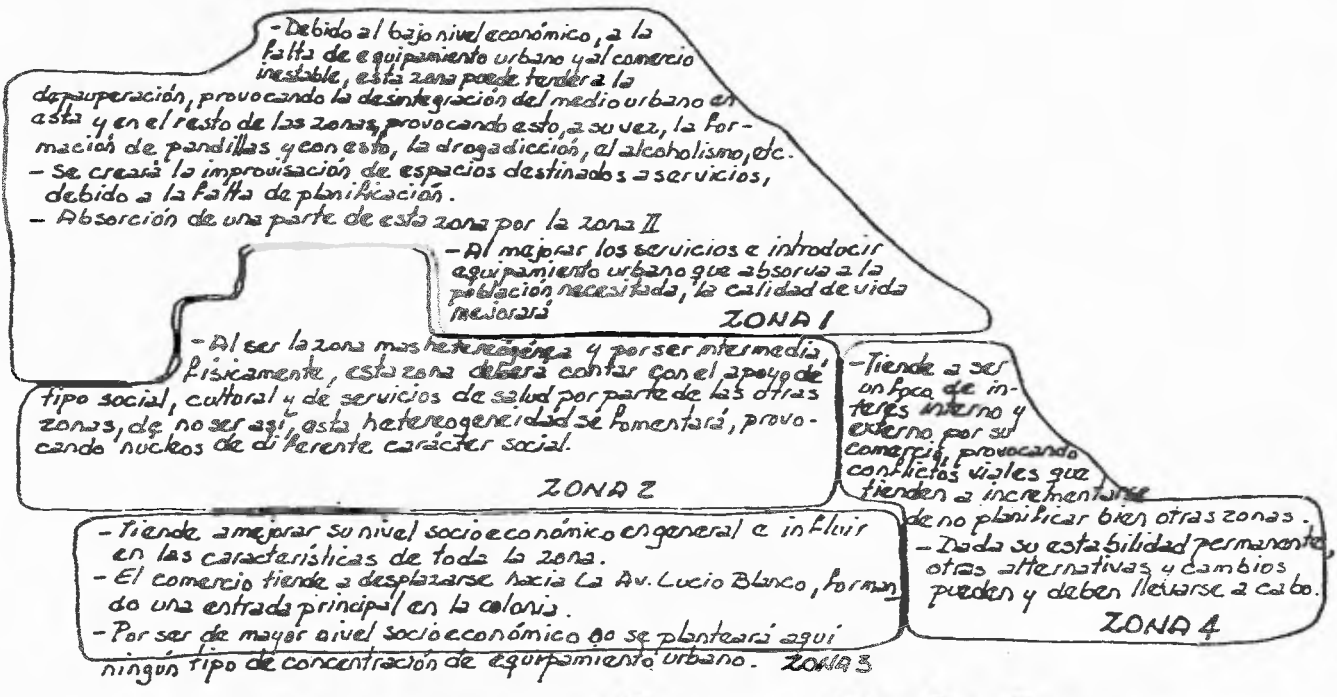 - Debido al bajo nivel económico, a la
falta de equipamiento urbano y al comercio
inestable, esta zona puede tender a la
depauperación, provocando la desintegración del medio urbano en
esta y en el resto de las zonas, provocando esto, a su vez, la for-
mación de pandillas y con esto, la drogadicción, el alcoholismo, etc.
- Se creará la improvisación de espacios destinados a servicios,
debido a la falta de planificación.
- Absorción de una parte de esta zona por la zona II
- Al mejorar los servicios e introducir
equipamiento urbano que absorva a la
población necesitada, la calidad de vida
mejorará
ZONA 1
- Al ser la zona mas heterogénea y por ser intermedia,
físicamente, esta zona deberá contar con el apoyo de
tipo social, cultural y de servicios de salud por parte de las otras
zonas, de no ser así, esta hetereogeneidad se fomentará, provo-
cando núcleos de diferente carácter social.
ZONA 2
- Tiende a mejorar su nivel socioeconómico en general e influir
en las características de toda la zona.
- El comercio tiende a desplazarse hacia La Av. Lucio Blanco, forman
do una entrada principal en la colonia.
- Por ser de mayor nivel socioeconómico no se planteará aquí
ningún tipo de concentración de equipamiento urbano. ZONA 3
- Tiende a ser
un foco de in-
teres interno y
externo por su
comercio, provocando
conflictos viales que
tienden a incrementarse
de no planificar bien otras zonas.
- Dada su estabilidad permanente,
otras alternativas y cambios
pueden y deben llevarse a cabo.
ZONA 4